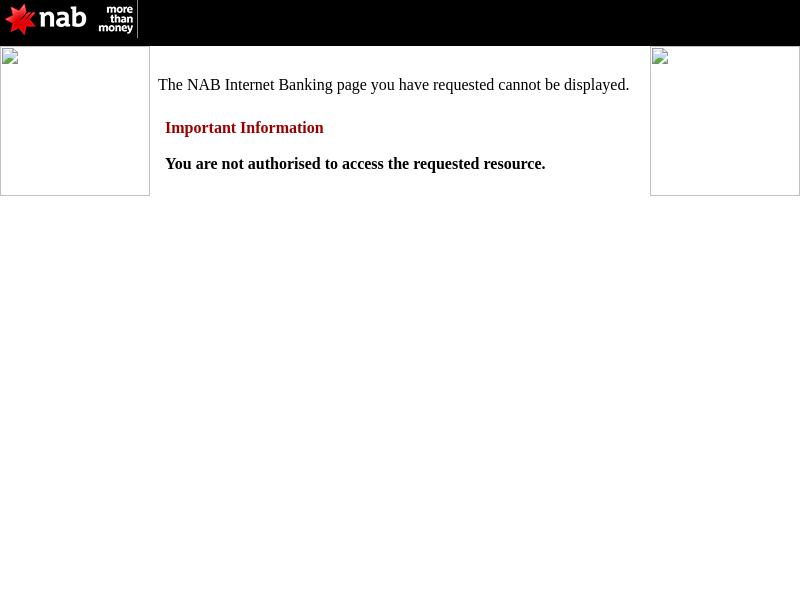 nab
more
than
money
The NAB Internet Banking page you have requested cannot be displayed.
Important Information
You are not authorised to access the requested resource.